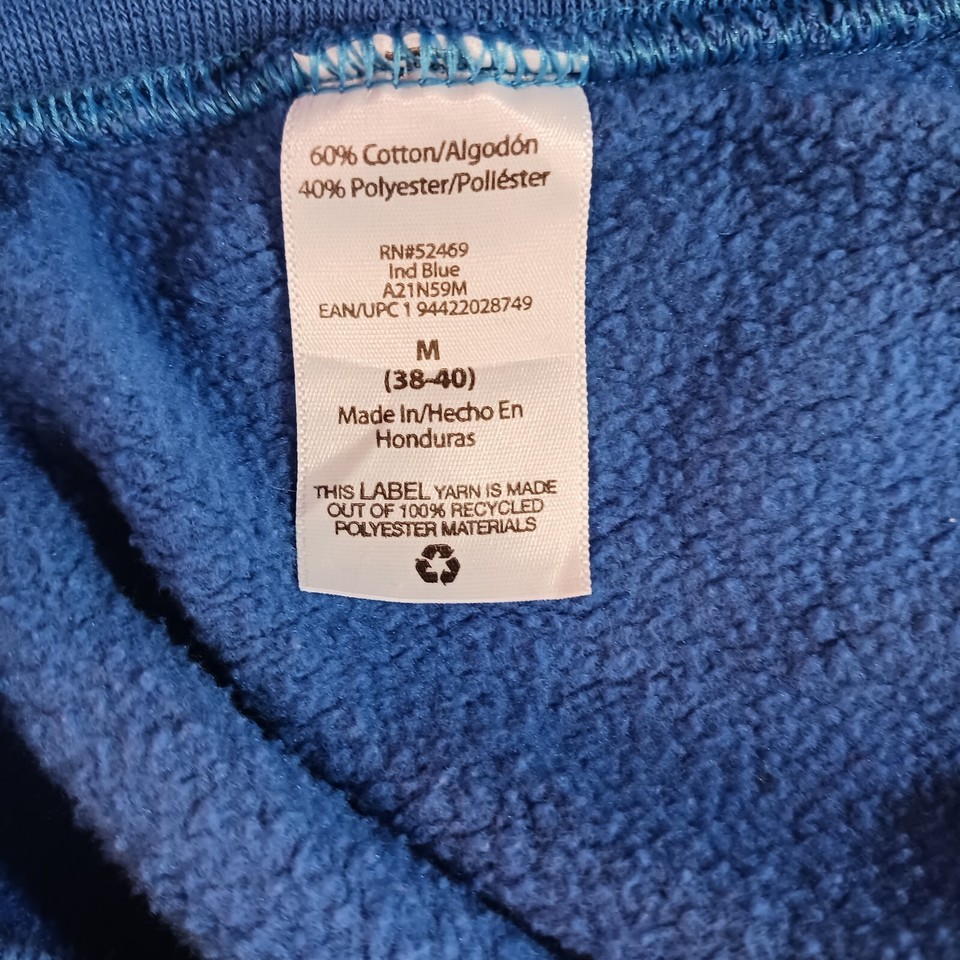 60% Cotton/Algodón
40% Polyester/Poliéster
RN#52469
Ind Blue
A21N59M
EAN/UPC 1 94422028749
M
(38-40)
Made In/Hecho En
Honduras
THIS LABEL YARN IS MADE
OUT OF 100% RECYCLED
POLYESTER MATERIALS